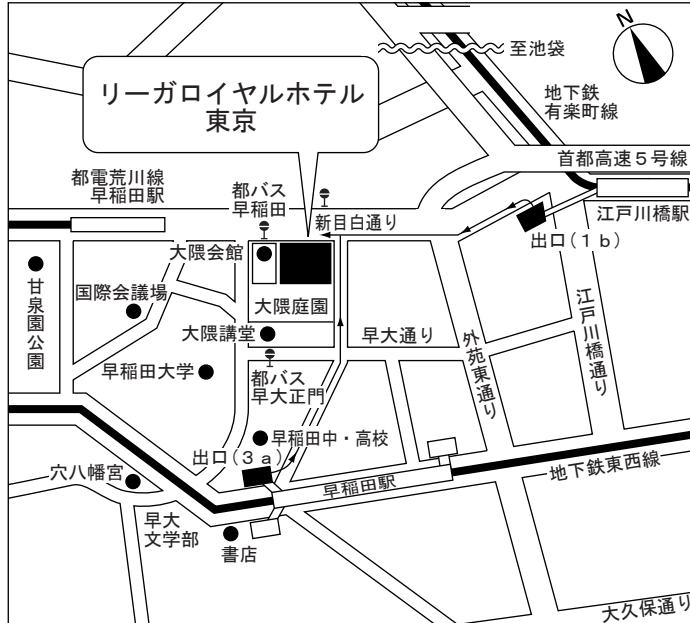 N
至池袋
リーガロイヤルホテル
東京
地下鉄
有楽町線
首都高速5号線
都電荒川線
早稲田駅
都バス
早稲田
新目白通り
江戸川橋駅
出口(1b)
大隈会館
甘泉園公園
国際会議場
大隈庭園
江戸川橋通り
大隈講堂
早大通り
外苑東通り
早稲田大学
都バス
早大正門
早稲田中・高校
出口(3a)
穴八幡宮
早稲田駅
地下鉄東西線
早大
文学部
書店
大久保通り